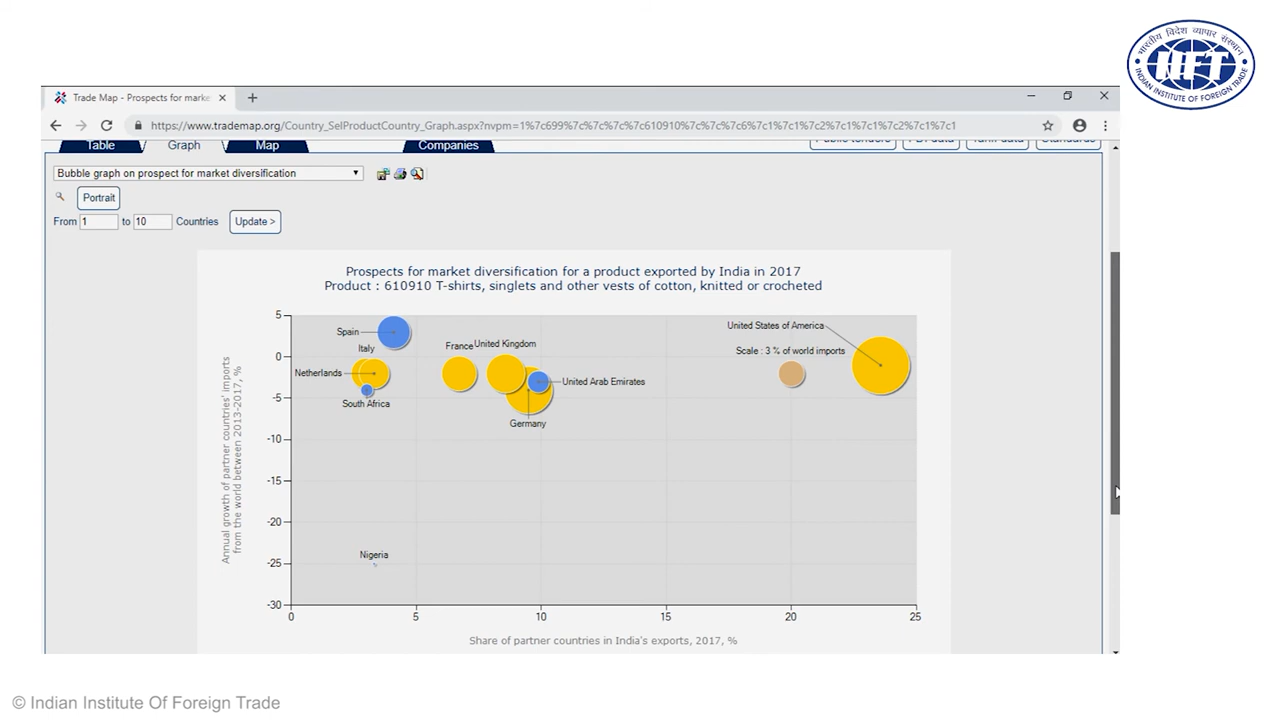 भारतीय विदेश व्यापार संस्थान
IIFT
INDIAN INSTITUTE OF FOREIGN TRADE
Trade Map - Prospects for marke
https://www.trademap.org/Country_SelProductCountry_Graph.aspx?nvpm=1%7c699%7c%7c%7c%7c610910%7c%7c%7c6%7c1%7c1%7c2%7c1%7c1%7c2%7c1%7c1
Table Graph Map Companies
Bubble graph on prospect for market diversification
Portrait
From 1 to 10 Countries Update >
Prospects for market diversification for a product exported by India in 2017
Product : 610910 T-shirts, singlets and other vests of cotton, knitted or crocheted
Annual growth of partner countries' imports
from the world between 2013-2017, %
5
0
-5
-10
-15
-20
-25
-30
Spain
Italy
Netherlands
South Africa
France
United Kingdom
United Arab Emirates
Germany
United States of America
Scale : 3 % of world imports
Nigeria
0 5 10 15 20 25
Share of partner countries in India's exports, 2017, %
© Indian Institute Of Foreign Trade